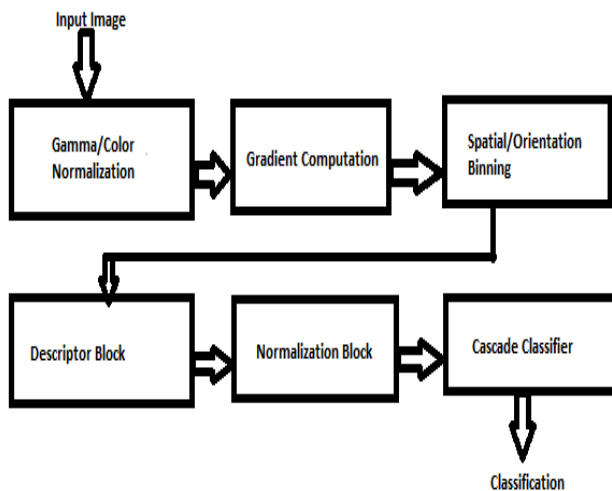 Input Image
Gamma/Color
Normalization
Gradient Computation
Spatial/Orientation
Binning
Descriptor Block
Normalization Block
Cascade Classifier
Classification